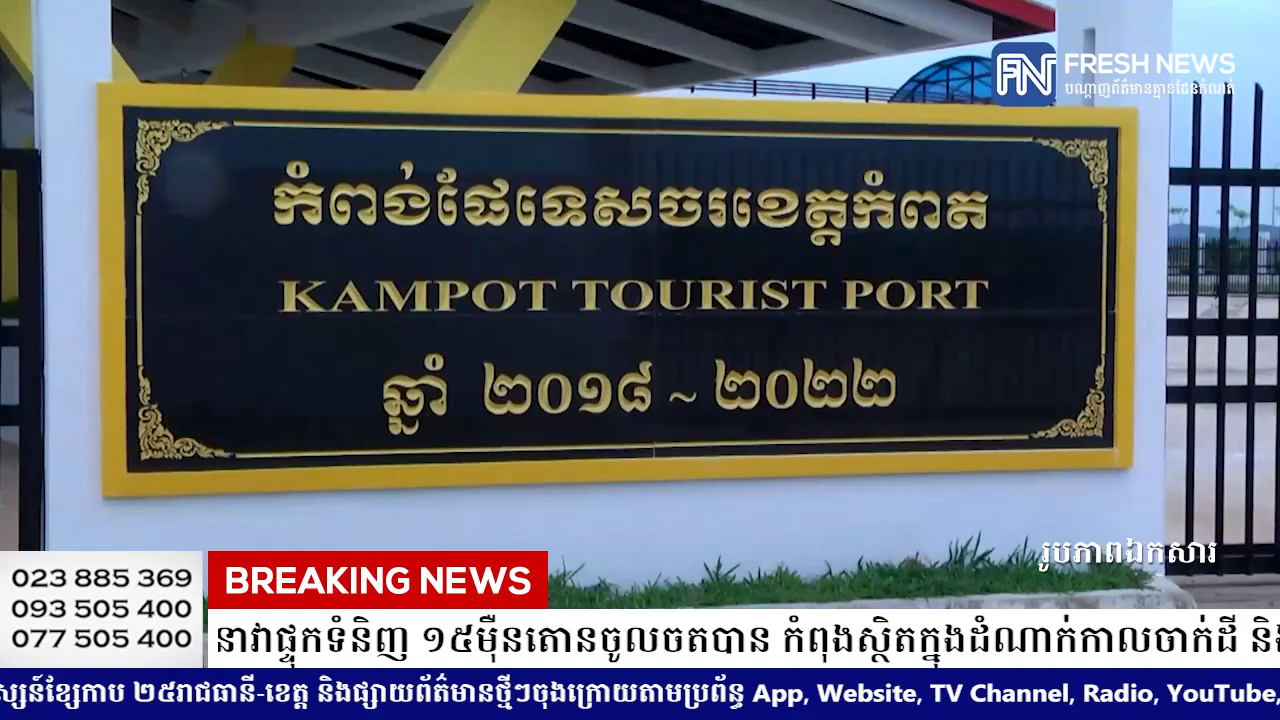 FRESH NEWS
បណ្តាញព័ត៌មានគ្មានដែនកំណត់
កំពង់ផែទេសចរខេត្តកំពត
KAMPOT TOURIST PORT
ឆ្នាំ ២០១៨ ~ ២០២២
រូបភាពឯកសារ
023 885 369
093 505 400
077 505 400
BREAKING NEWS
នាវាផ្ទុកទំនិញ ១៥ម៉ឺនតោនចូលចតបាន កំពុងស្ថិតក្នុងដំណាក់កាលចាក់ដី និង
ស្សន៍ខ្សែកាប ២៥រាជធានី-ខេត្ត និងផ្សាយព័ត៌មានថ្មីៗចុងក្រោយតាមប្រព័ន្ធ App, Website, TV Channel, Radio, YouTube,